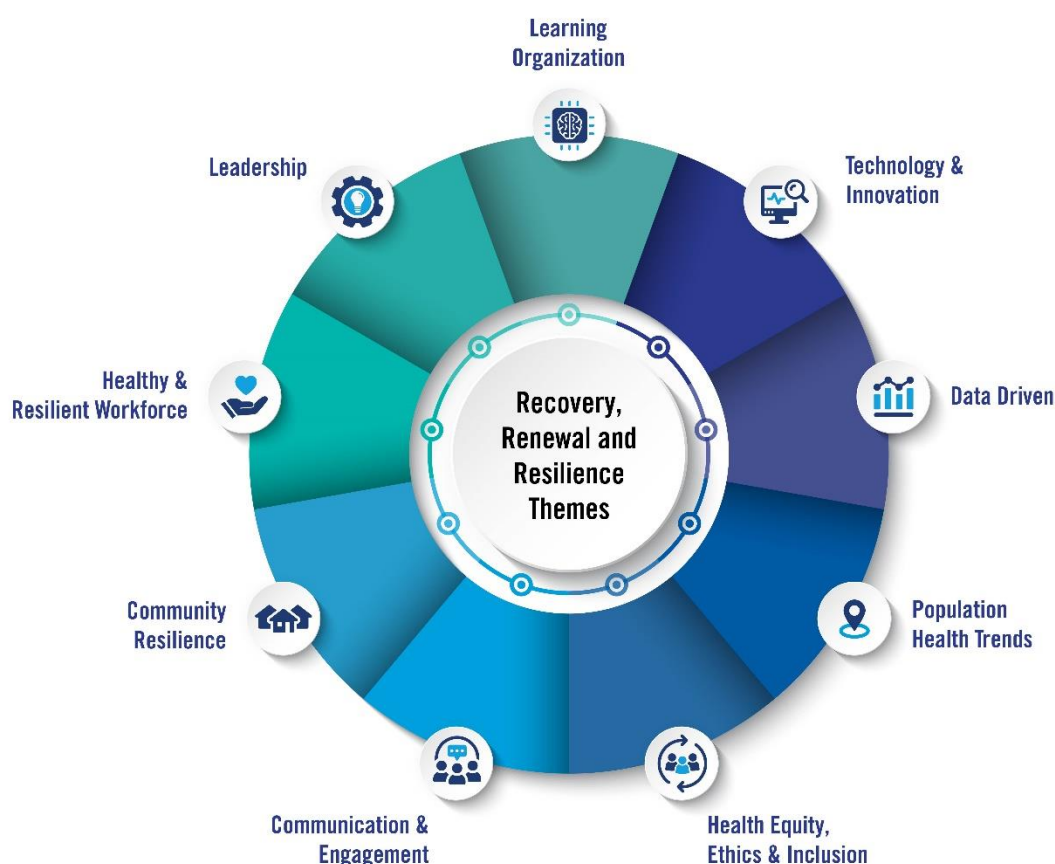 Learning
Organization
Technology &
Innovation
Data Driven
Population
Health Trends
Health Equity,
Ethics & Inclusion
Communication &
Engagement
Community
Resilience
Healthy &
Resilient Workforce
Leadership
Recovery,
Renewal and
Resilience
Themes